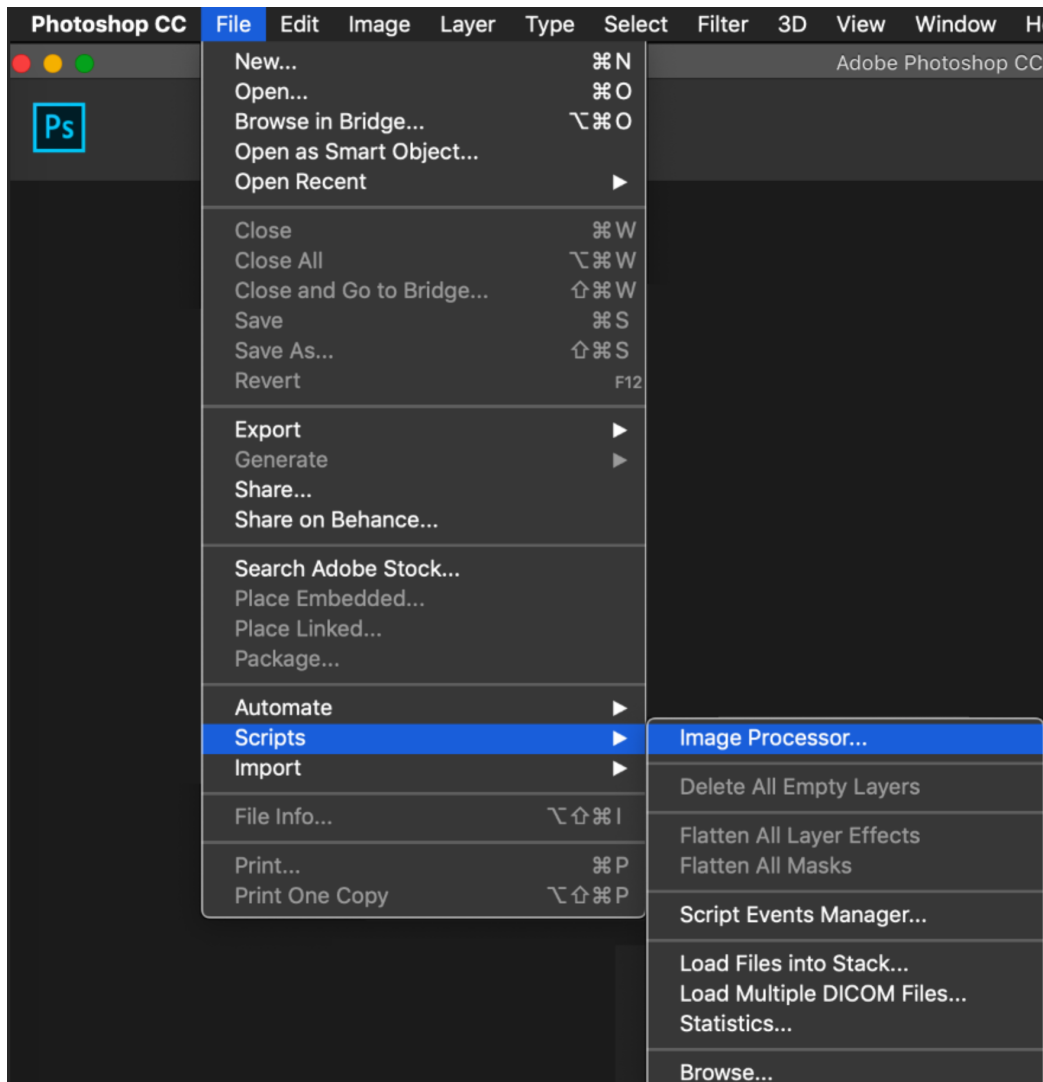 Photoshop CC File Edit Image Layer Type Select Filter 3D View Window
Adobe Photoshop CC
Ps
New... ⌘N
Open... ⌘O
Browse in Bridge... ⌥⌘O
Open as Smart Object...
Open Recent ▶
Close ⌘W
Close All ⌥⌘W
Close and Go to Bridge... ⇧⌘W
Save ⌘S
Save As... ⇧⌘S
Revert F12
Export ▶
Generate ▶
Share...
Share on Behance...
Search Adobe Stock...
Place Embedded...
Place Linked...
Package...
Automate ▶
Scripts ▶
Import ▶
File Info... ⌥⇧⌘I
Print... ⌘P
Print One Copy ⌥⇧⌘P
Image Processor...
Delete All Empty Layers
Flatten All Layer Effects
Flatten All Masks
Script Events Manager...
Load Files into Stack...
Load Multiple DICOM Files...
Statistics...
Browse...